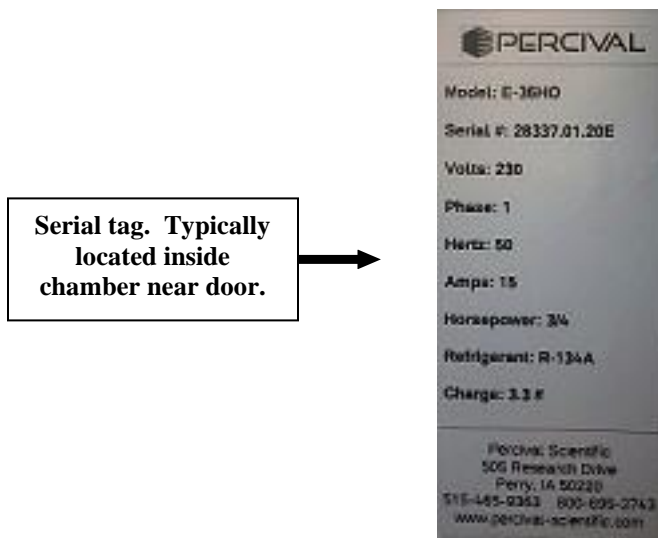 Serial tag. Typically
located inside
chamber near door.
PERCIVAL
Model: E-36HO
Serial #: 28337.01.20E
Volts: 230
Phase: 1
Hertz: 50
Amps: 15
Horsepower: 3/4
Refrigerant: R-134A
Charge: 3.3 #
Percival Scientific
505 Research Drive
Perry, IA 50220
515-465-9363 800-695-2743
www.percival-scientific.com